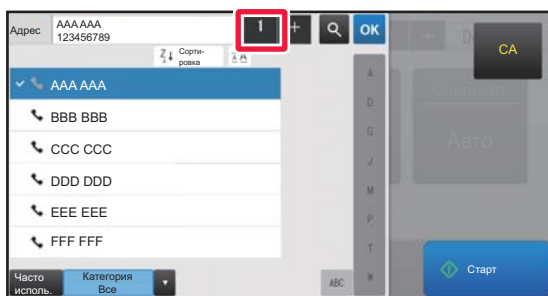 Адрес
AAA AAA
123456789
1
+
OK
CA
Z
A
Сорти-
ровка
AAA AAA
BBB BBB
CCC CCC
DDD DDD
EEE EEE
FFF FFF
A
D
G
J
M
P
T
W
Оригинал
Авто
Часто
исполь.
Категория
Все
ABC
Старт